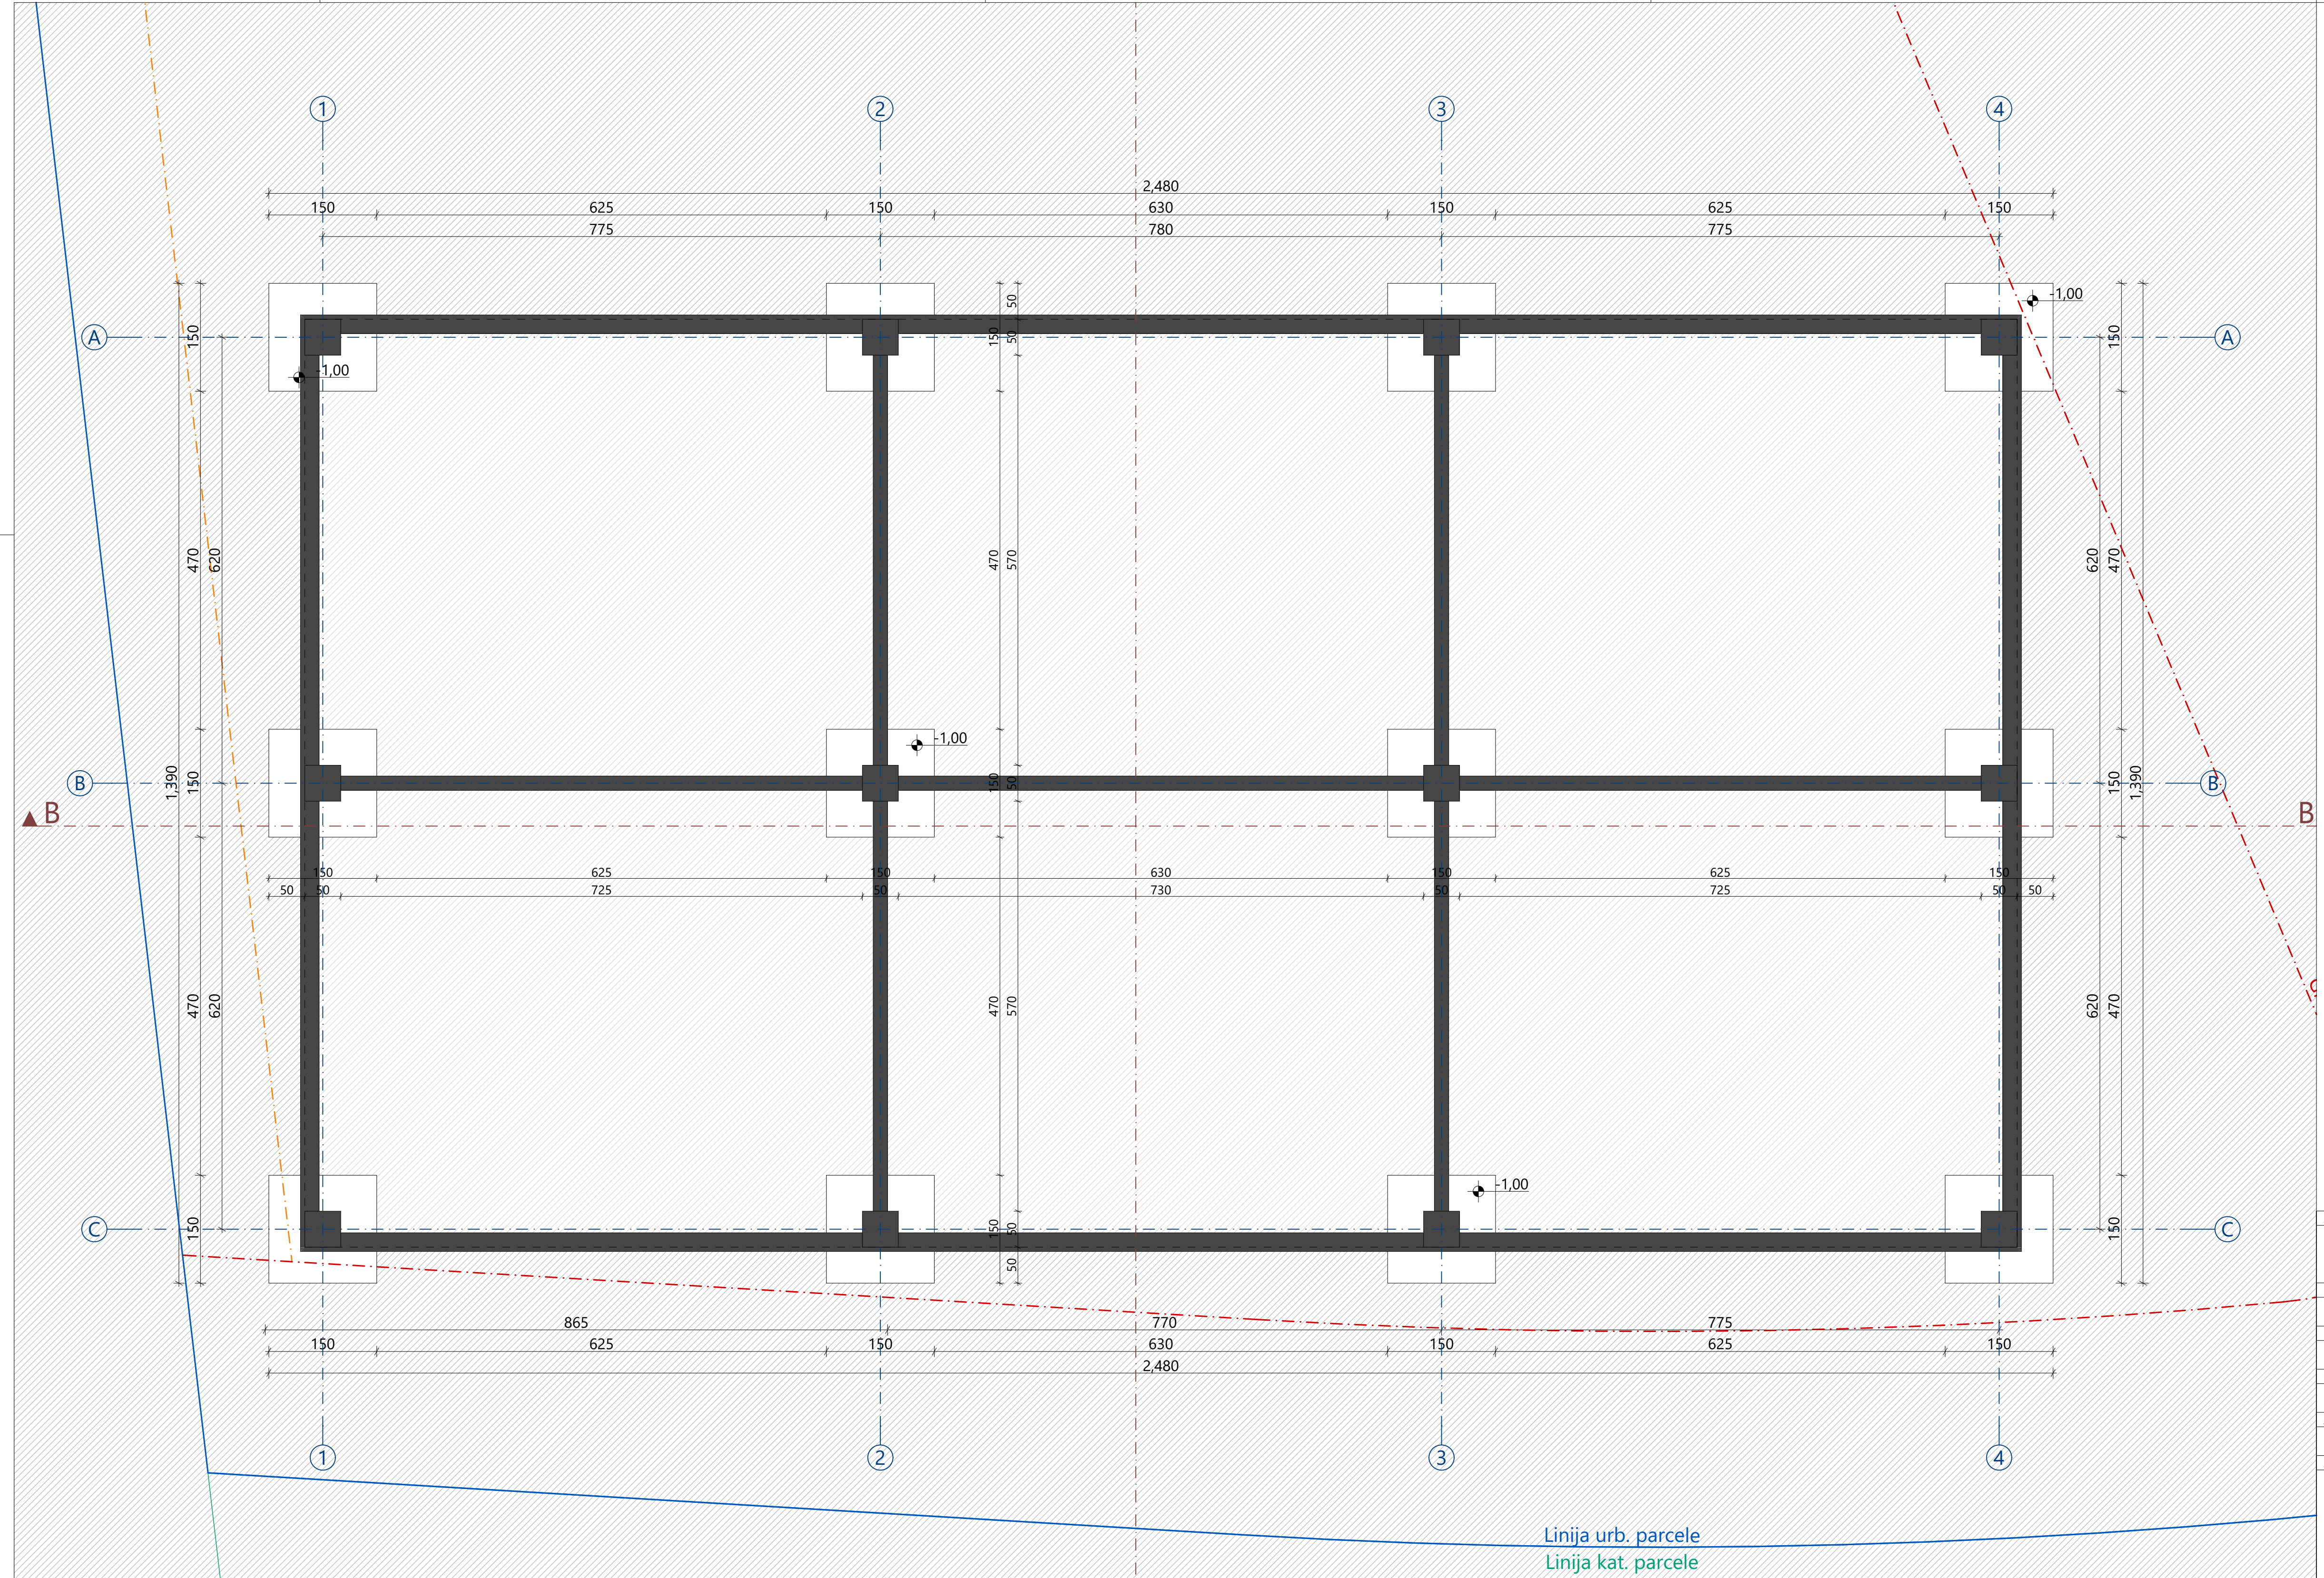 1 2 3 4
2,480
150 625 150 630 150 625 150
775 780 775
-1,00
50
A 150 150 50 150 A
-1,00
470 620 470 570 620 470
-1,00
B 1,390 150 150 50 150 1,390 B
B B
150 625 150 630 150 625 150
50 50 725 50 730 50 725 50 50
470 620 470 570 620 470
-1,00
C 150 150 50 150 C
50
865 770 775
150 625 150 630 150 625 150
2,480
1 2 3 4
Linija urb. parcele
Linija kat. parcele